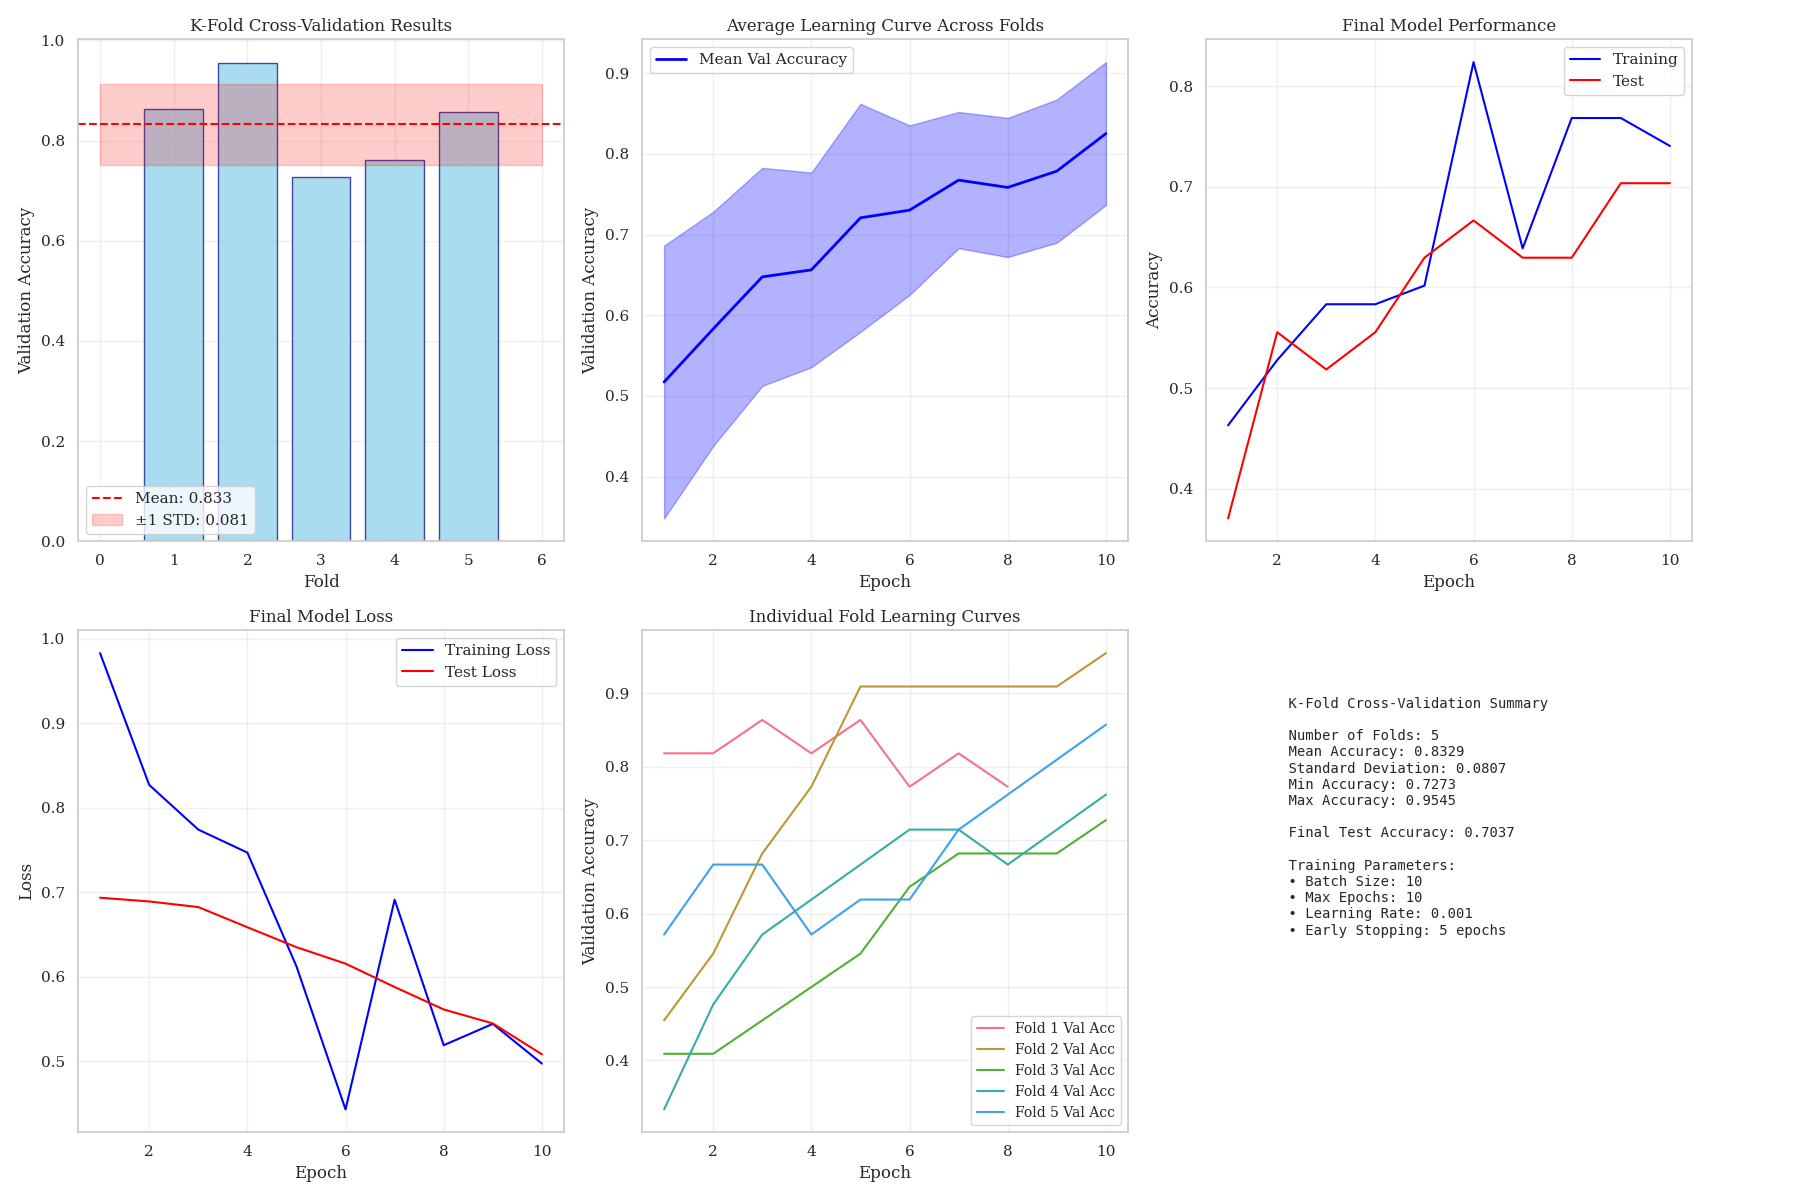 K-Fold Cross-Validation Results
Validation Accuracy
1.0
0.8
0.6
0.4
0.2
0.0
Mean: 0.833
±1 STD: 0.081
0 1 2 3 4 5 6
Fold
Average Learning Curve Across Folds
Validation Accuracy
Mean Val Accuracy
0.9
0.8
0.7
0.6
0.5
0.4
2 4 6 8 10
Epoch
Final Model Performance
Accuracy
Training
Test
0.8
0.7
0.6
0.5
0.4
2 4 6 8 10
Epoch
Final Model Loss
Loss
Training Loss
Test Loss
1.0
0.9
0.8
0.7
0.6
0.5
2 4 6 8 10
Epoch
Individual Fold Learning Curves
Validation Accuracy
0.9
0.8
0.7
0.6
0.5
0.4
Fold 1 Val Acc
Fold 2 Val Acc
Fold 3 Val Acc
Fold 4 Val Acc
Fold 5 Val Acc
2 4 6 8 10
Epoch
K-Fold Cross-Validation Summary
Number of Folds: 5
Mean Accuracy: 0.8329
Standard Deviation: 0.0807
Min Accuracy: 0.7273
Max Accuracy: 0.9545
Final Test Accuracy: 0.7037
Training Parameters:
• Batch Size: 10
• Max Epochs: 10
• Learning Rate: 0.001
• Early Stopping: 5 epochs